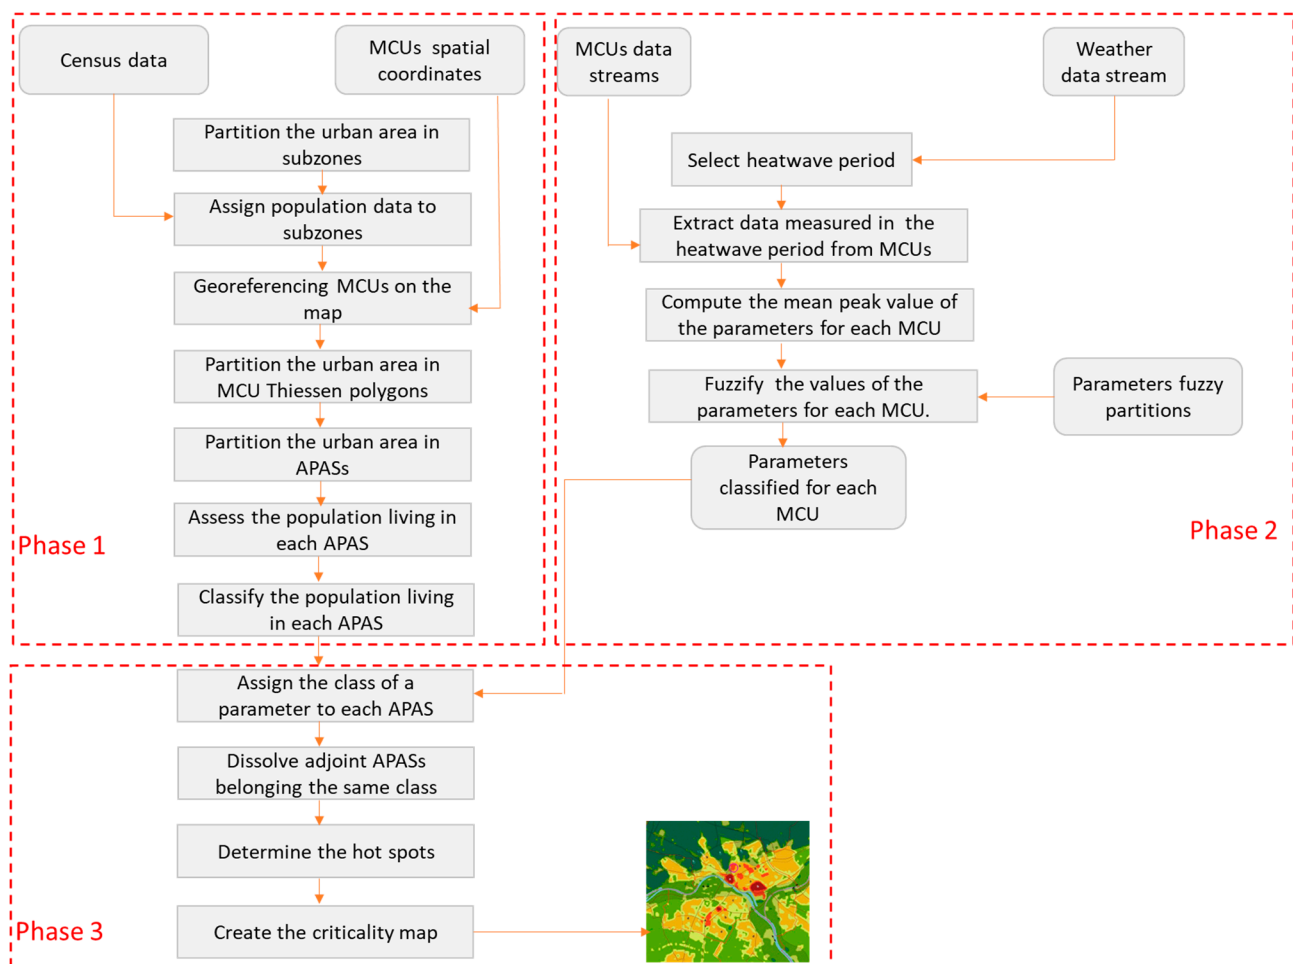 Census data
MCUs spatial
coordinates
Partition the urban area in
subzones
Assign population data to
subzones
Georeferencing MCUs on the
map
Partition the urban area in
MCU Thiessen polygons
Partition the urban area in
APASs
Assess the population living in
each APAS
Classify the population living
in each APAS
Phase 1
MCUs data
streams
Weather
data stream
Select heatwave period
Extract data measured in the
heatwave period from MCUs
Compute the mean peak value of
the parameters for each MCU
Fuzzify the values of the
parameters for each MCU.
Parameters fuzzy
partitions
Parameters
classified for each
MCU
Phase 2
Assign the class of a
parameter to each APAS
Dissolve adjoint APASs
belonging the same class
Determine the hot spots
Create the criticality map
Phase 3